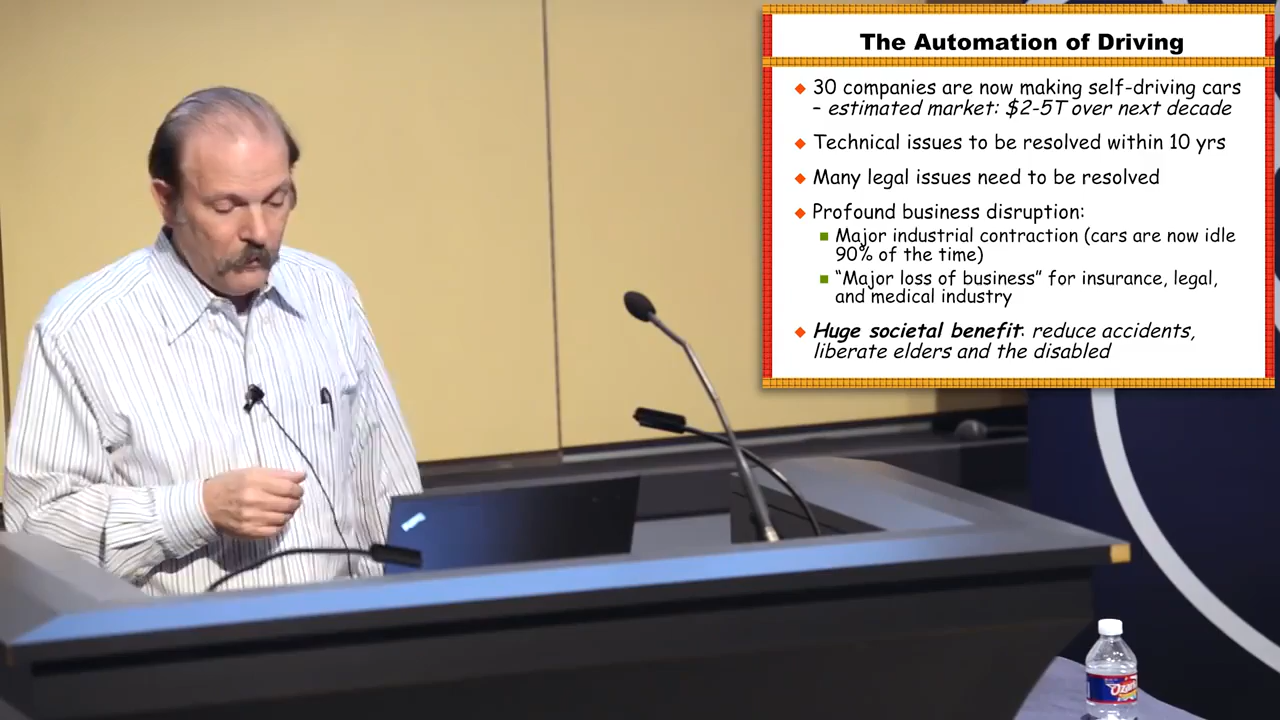 The Automation of Driving
30 companies are now making self-driving cars
– estimated market: $2-5T over next decade
Technical issues to be resolved within 10 yrs
Many legal issues need to be resolved
Profound business disruption:
Major industrial contraction (cars are now idle
90% of the time)
“Major loss of business” for insurance, legal,
and medical industry
Huge societal benefit: reduce accidents,
liberate elders and the disabled